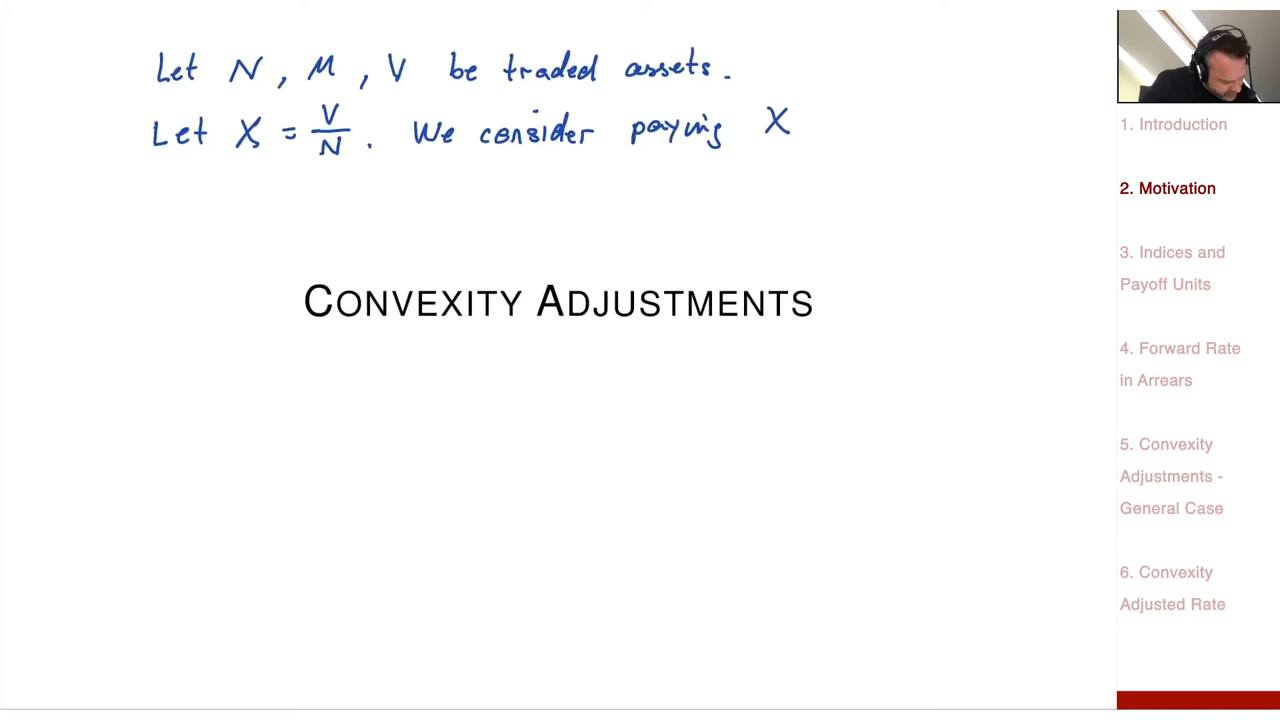 Let N, M, V be traded assets.
Let X = V/N. We consider paying X
CONVEXITY ADJUSTMENTS
1. Introduction
2. Motivation
3. Indices and
Payoff Units
4. Forward Rate
in Arrears
5. Convexity
Adjustments -
General Case
6. Convexity
Adjusted Rate